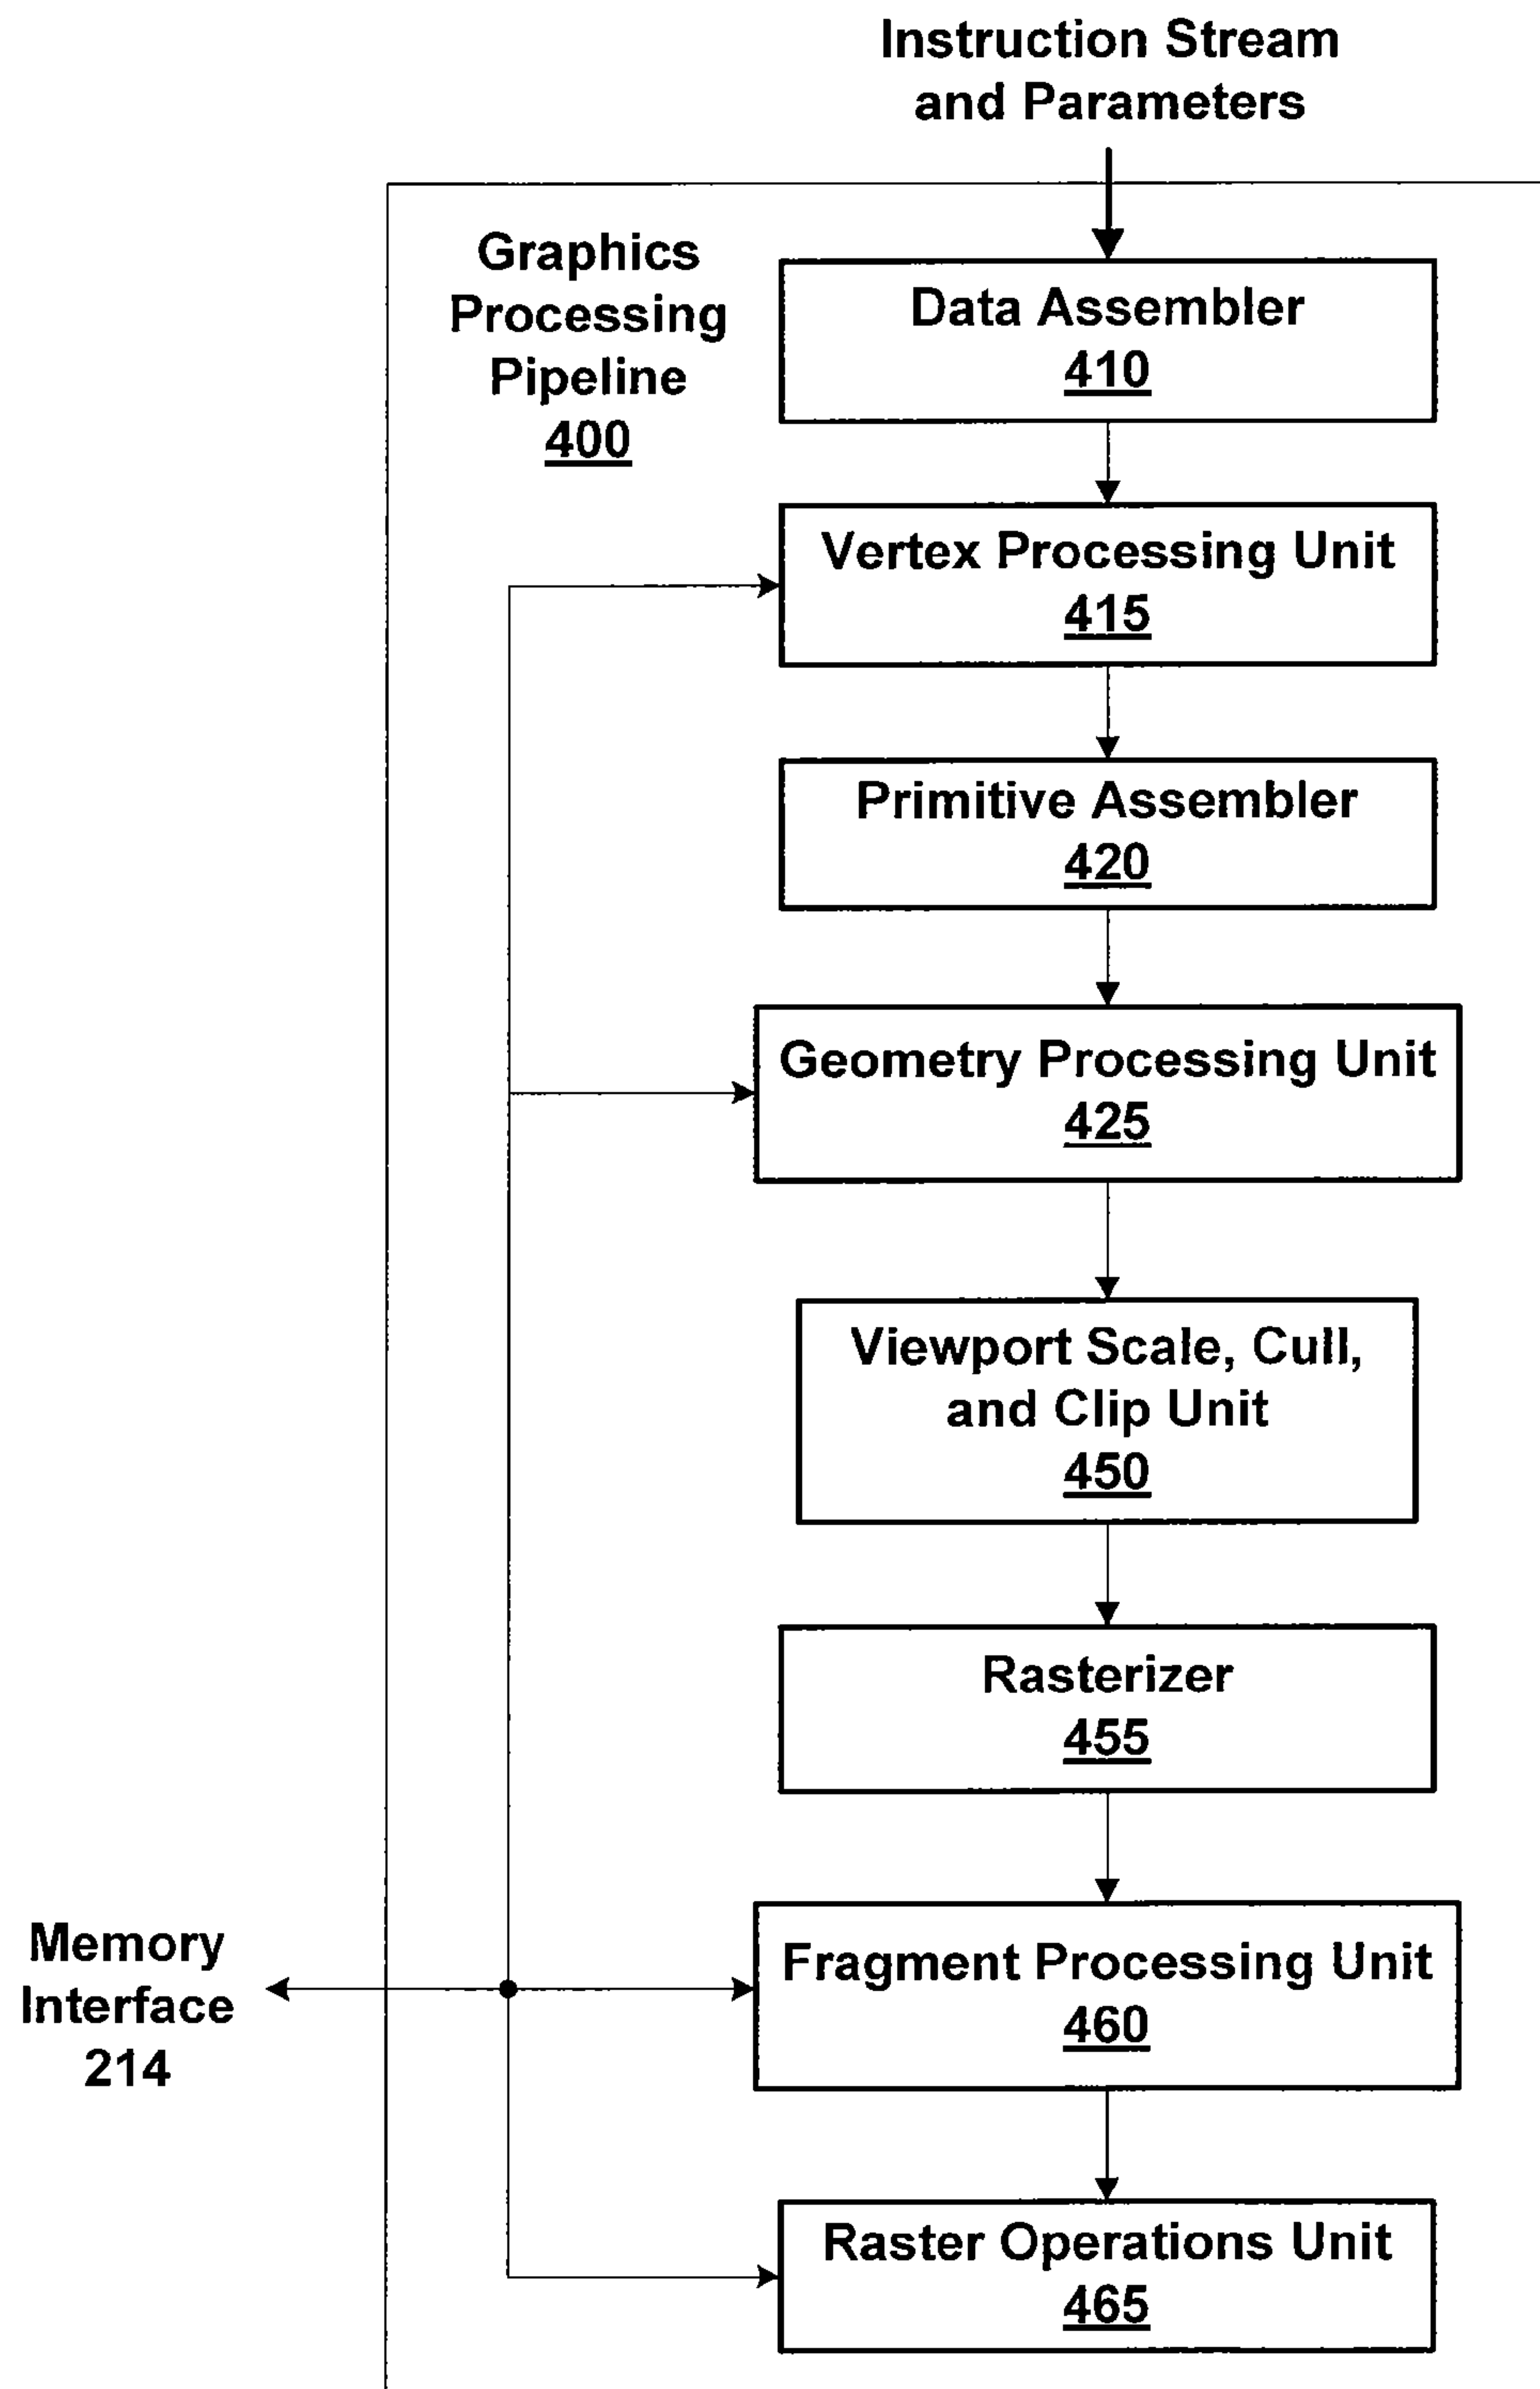 Instruction Stream
and Parameters
Graphics
Processing
Pipeline
400
Data Assembler
410
Vertex Processing Unit
415
Primitive Assembler
420
Geometry Processing Unit
425
Viewport Scale, Cull,
and Clip Unit
450
Rasterizer
455
Memory
Interface
214
Fragment Processing Unit
460
Raster Operations Unit
465